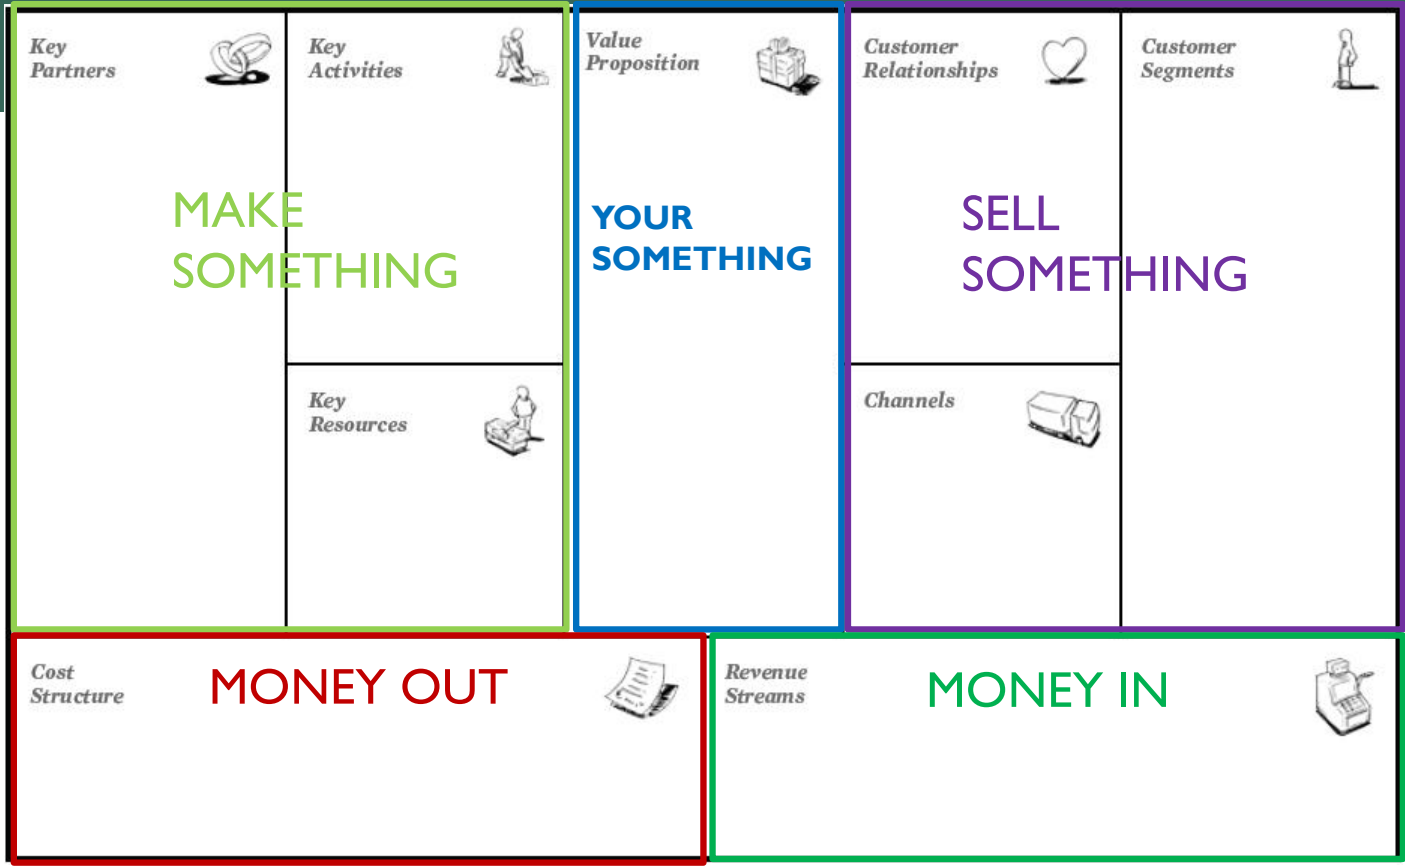 Key
Partners
Key
Activities
Value
Proposition
Customer
Relationships
Customer
Segments
MAKE
SOMETHING
YOUR
SOMETHING
SELL
SOMETHING
Key
Resources
Channels
Cost
Structure
MONEY OUT
Revenue
Streams
MONEY IN